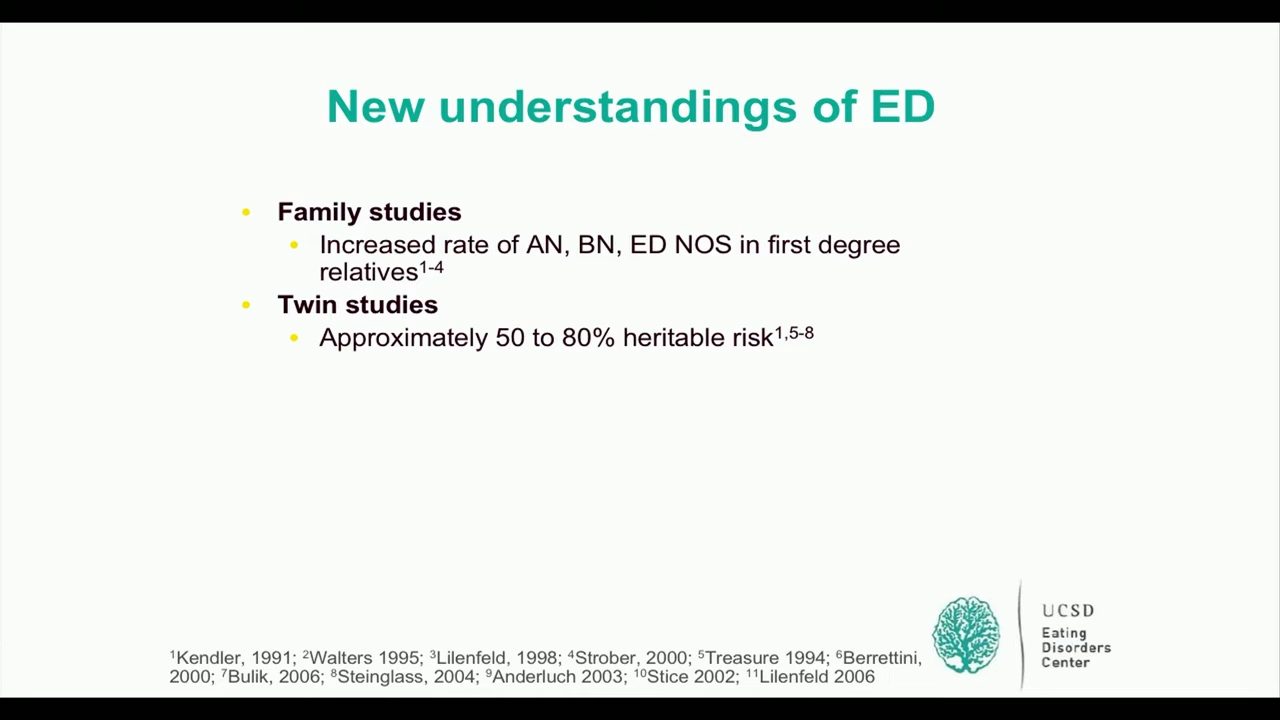 New understandings of ED
• Family studies
• Increased rate of AN, BN, ED NOS in first degree
relatives¹⁻⁴
• Twin studies
• Approximately 50 to 80% heritable risk¹,⁵⁻⁸
¹Kendler, 1991; ²Walters 1995; ³Lilenfeld, 1998; ⁴Strober, 2000; ⁵Treasure 1994; ⁶Berrettini,
2000; ⁷Bulik, 2006; ⁸Steinglass, 2004; ⁹Anderluch 2003; ¹⁰Stice 2002; ¹¹Lilenfeld 2006
UCSD
Eating
Disorders
Center